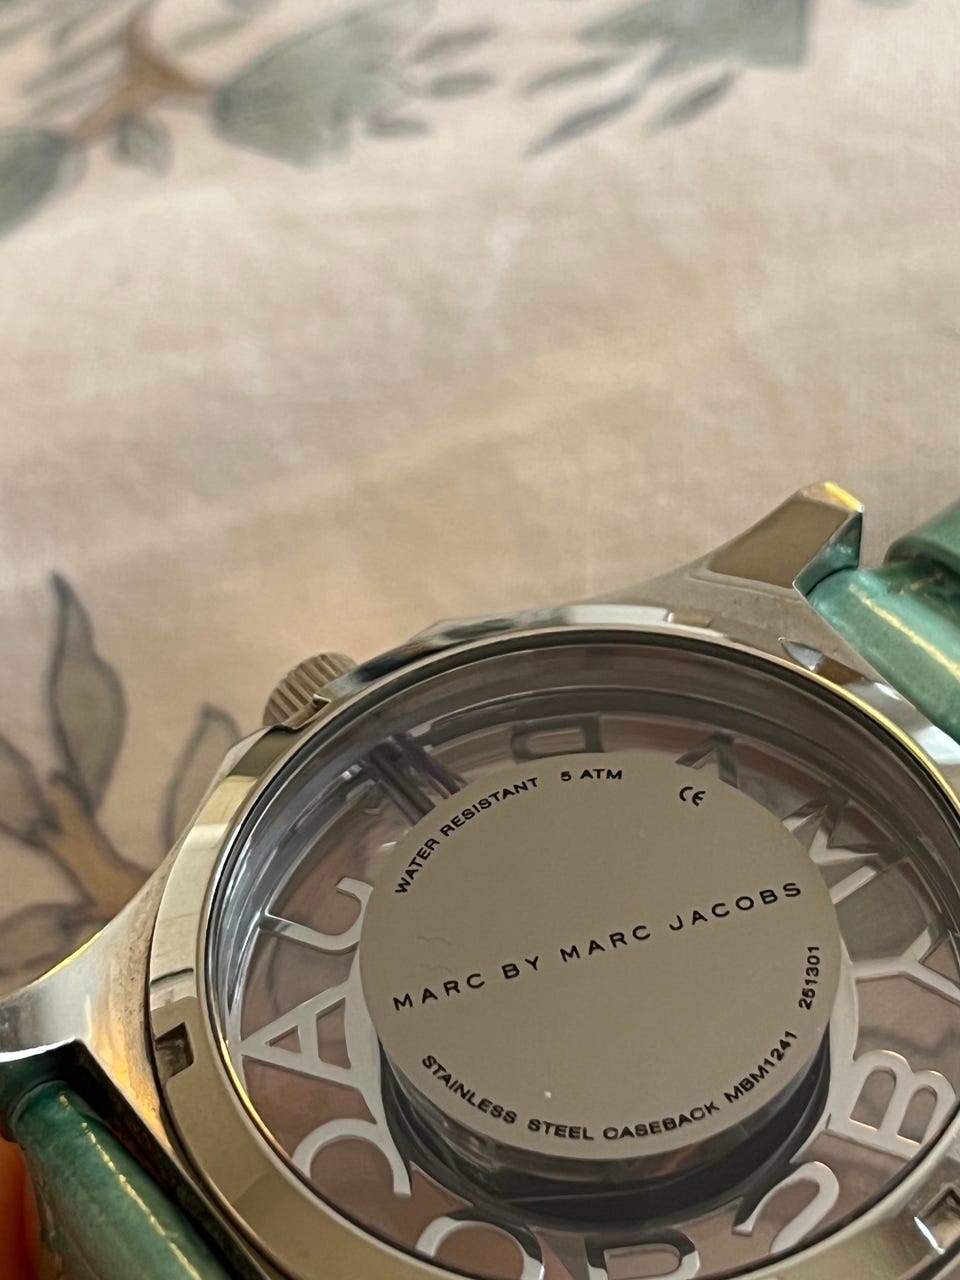 WATER RESISTANT 5 ATM
CE
MARC BY MARC JACOBS
251301
STAINLESS STEEL CASEBACK MBM1241